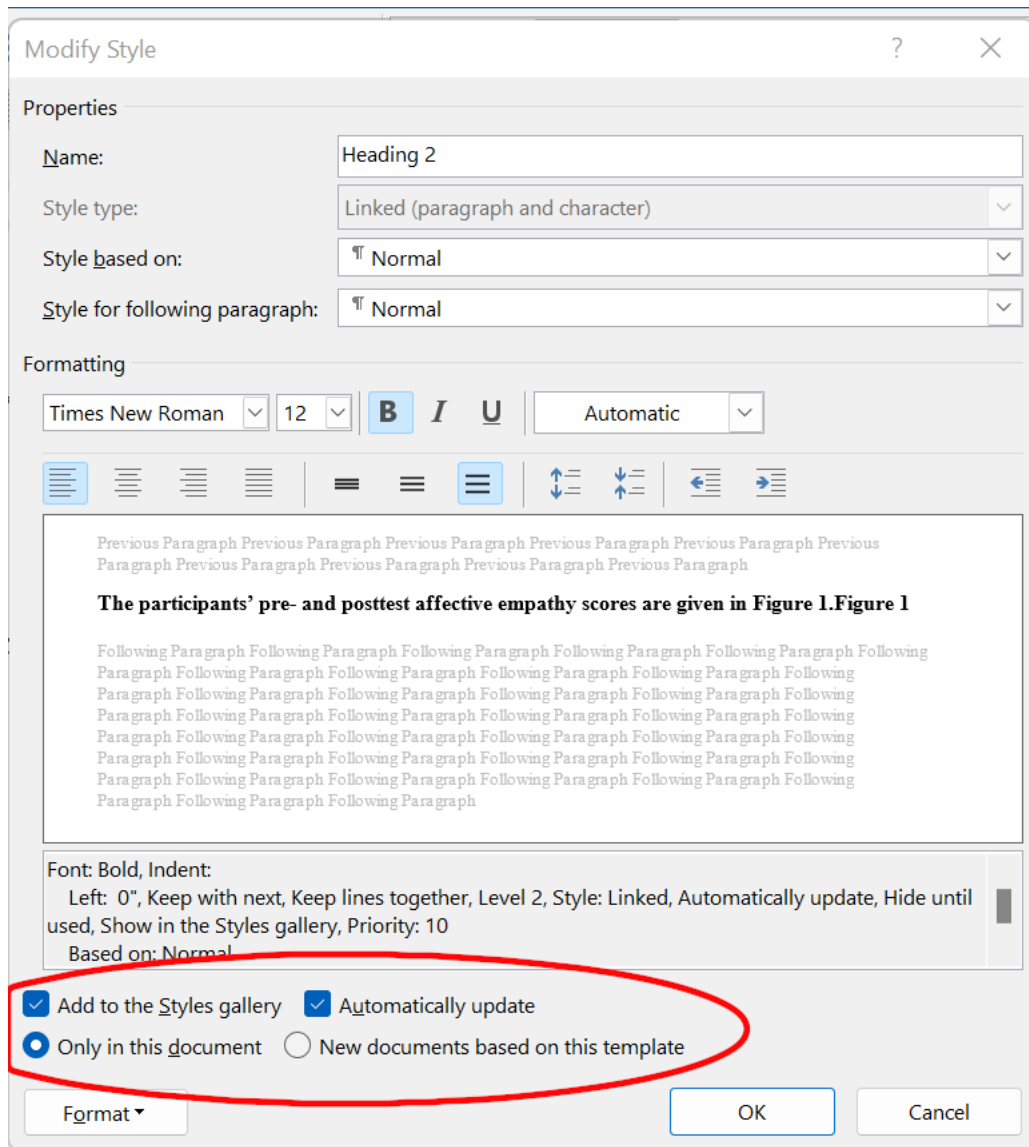 Modify Style ?
Properties
Name: Heading 2
Style type: Linked (paragraph and character)
Style based on: ¶ Normal
Style for following paragraph: ¶ Normal
Formatting
Times New Roman 12 B I U Automatic
Previous Paragraph Previous Paragraph Previous Paragraph Previous Paragraph Previous Paragraph Previous
Paragraph Previous Paragraph Previous Paragraph Previous Paragraph Previous Paragraph
The participants’ pre- and posttest affective empathy scores are given in Figure 1.Figure 1
Following Paragraph Following Paragraph Following Paragraph Following Paragraph Following Paragraph Following
Paragraph Following Paragraph Following Paragraph Following Paragraph Following Paragraph Following
Paragraph Following Paragraph Following Paragraph Following Paragraph Following Paragraph Following
Paragraph Following Paragraph Following Paragraph Following Paragraph Following Paragraph Following
Paragraph Following Paragraph Following Paragraph Following Paragraph Following Paragraph Following
Paragraph Following Paragraph Following Paragraph Following Paragraph Following Paragraph Following
Paragraph Following Paragraph Following Paragraph Following Paragraph Following Paragraph Following
Paragraph Following Paragraph Following Paragraph
Font: Bold, Indent:
Left: 0", Keep with next, Keep lines together, Level 2, Style: Linked, Automatically update, Hide until
used, Show in the Styles gallery, Priority: 10
Based on: Normal
Add to the Styles gallery Automatically update
Only in this document New documents based on this template
Format OK Cancel